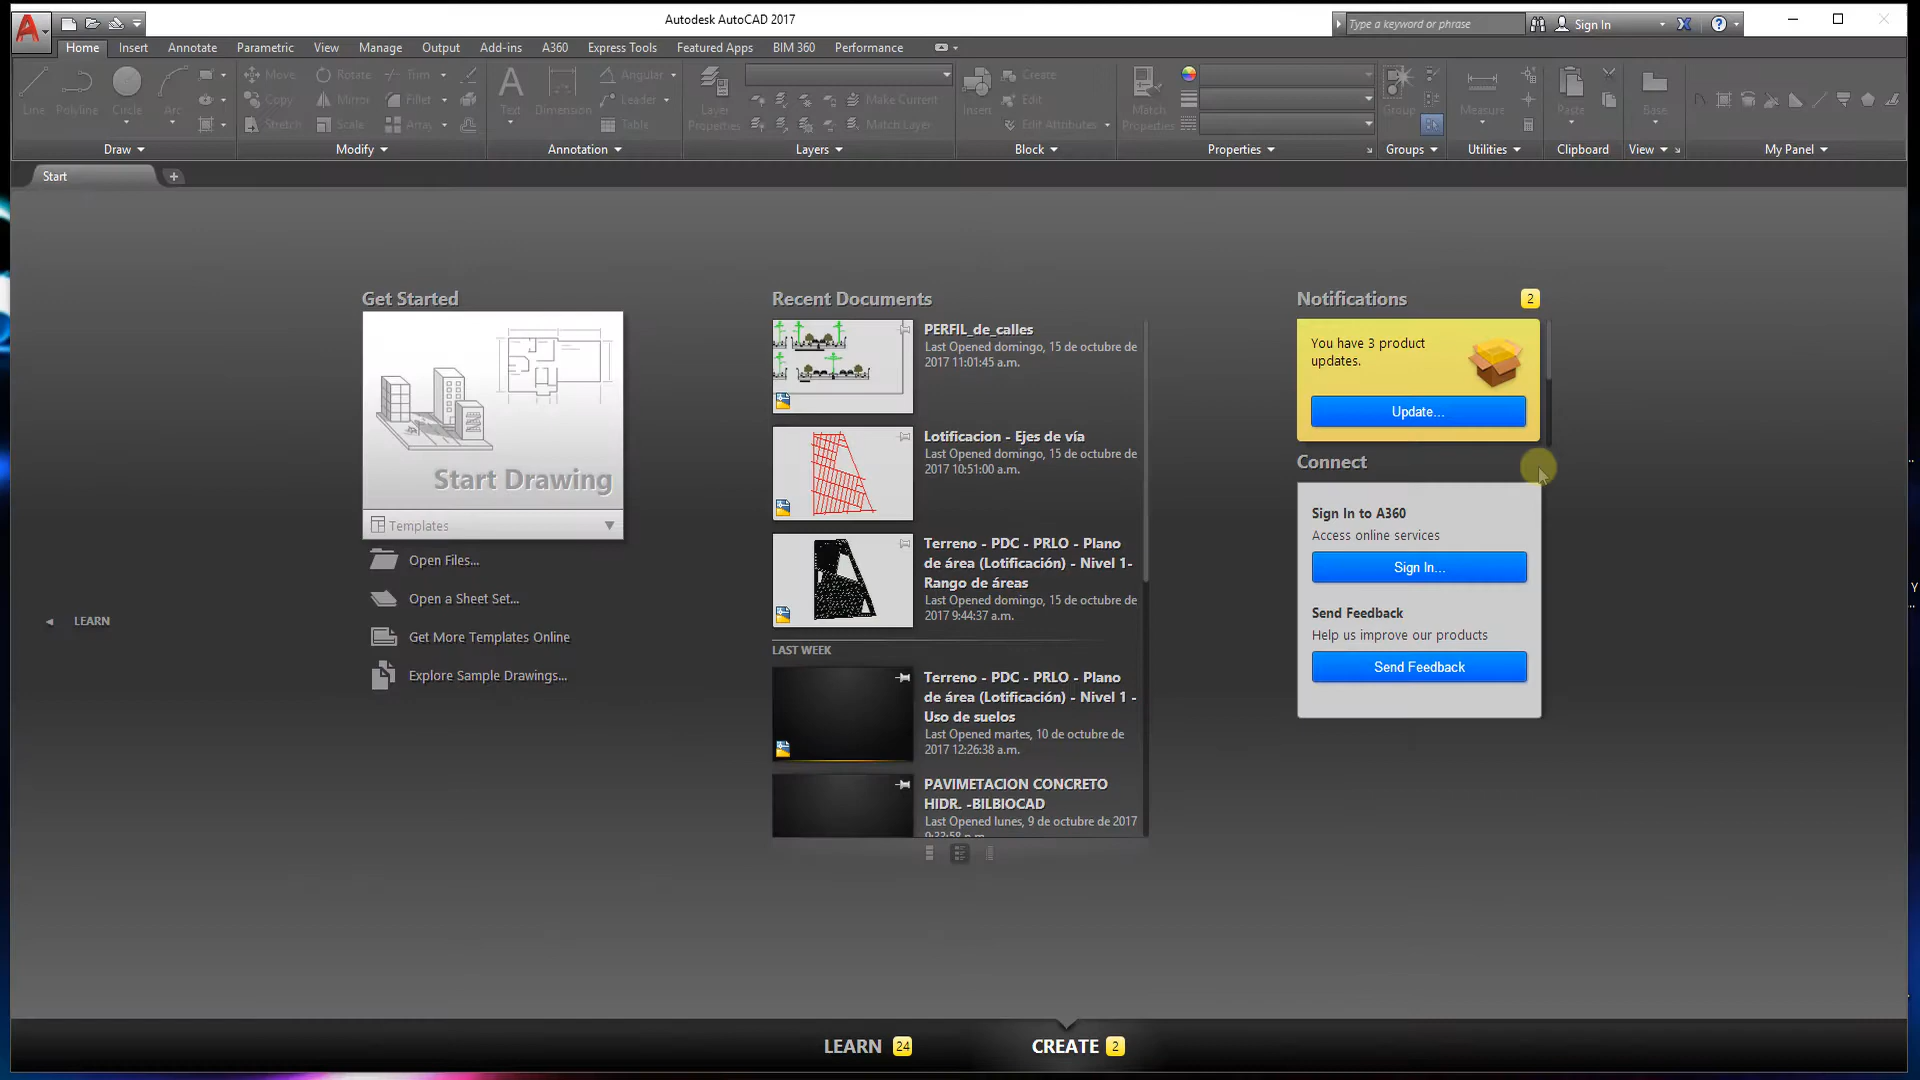 Autodesk AutoCAD 2017
Type a keyword or phrase
Sign In
Home Insert Annotate Parametric View Manage Output Add-ins A360 Express Tools Featured Apps BIM 360 Performance
Line Polyline Circle Arc
Move Rotate Trim
Copy Mirror Fillet
Stretch Scale Array
Text Dimension
Angular
Leader
Table
Layer Properties
Make Current
Match Layer
Insert
Create
Edit
Edit Attributes
Match Properties
Group
Measure
Paste
Base
Draw Modify Annotation Layers Block Properties Groups Utilities Clipboard View My Panel
Start
Get Started
Start Drawing
Templates
Open Files...
Open a Sheet Set...
Get More Templates Online
Explore Sample Drawings...
LEARN
Recent Documents
PERFIL_de_calles
Last Opened domingo, 15 de octubre de
2017 11:01:45 a.m.
Lotificacion - Ejes de vía
Last Opened domingo, 15 de octubre de
2017 10:51:00 a.m.
Terreno - PDC - PRLO - Plano
de área (Lotificación) - Nivel 1-
Rango de áreas
Last Opened domingo, 15 de octubre de
2017 9:44:37 a.m.
LAST WEEK
Terreno - PDC - PRLO - Plano
de área (Lotificación) - Nivel 1 -
Uso de suelos
Last Opened martes, 10 de octubre de
2017 12:26:38 a.m.
PAVIMETACION CONCRETO
HIDR. -BILBIOCAD
Last Opened lunes, 9 de octubre de 2017
Notifications 2
You have 3 product
updates.
Update...
Connect
Sign In to A360
Access online services
Sign In...
Send Feedback
Help us improve our products
Send Feedback
LEARN 24
CREATE 2